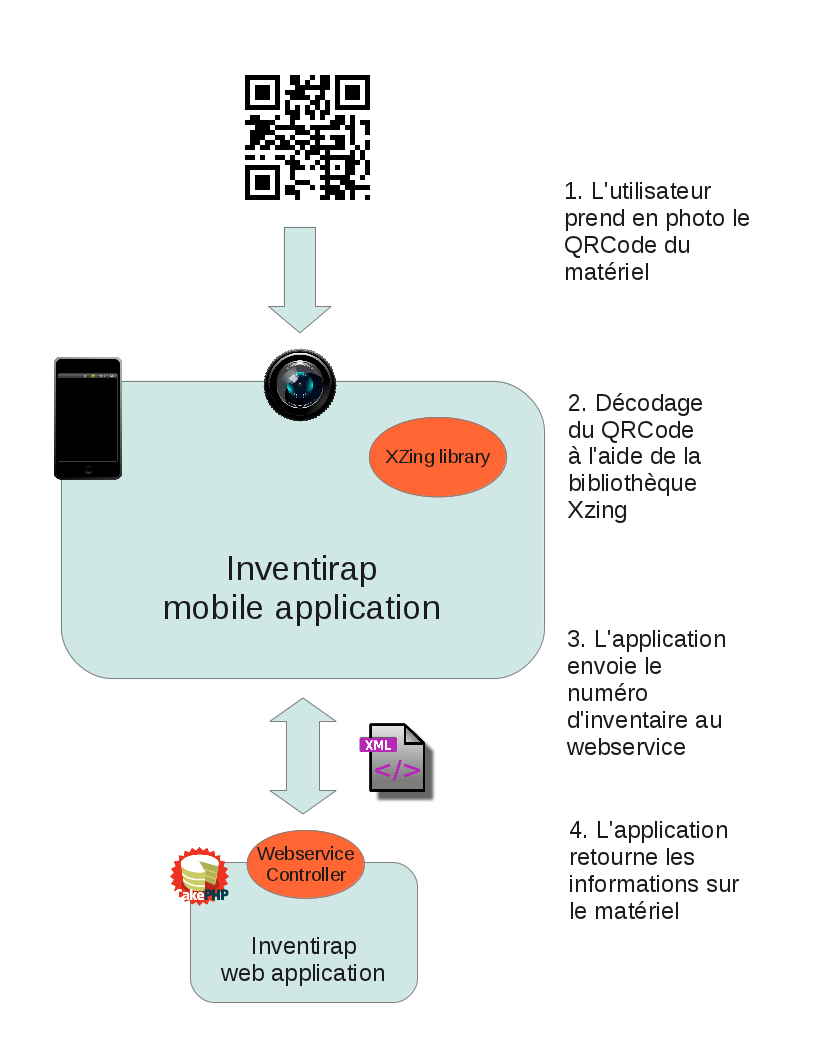 1. L'utilisateur
prend en photo le
QRCode du
matériel
XZing library
2. Décodage
du QRCode
à l'aide de la
bibliothèque
Xzing
Inventirap
mobile application
3. L'application
envoie le
numéro
d'inventaire au
webservice
XML
</>
Webservice
Controller
CakePHP
Inventirap
web application
4. L'application
retourne les
informations sur
le matériel